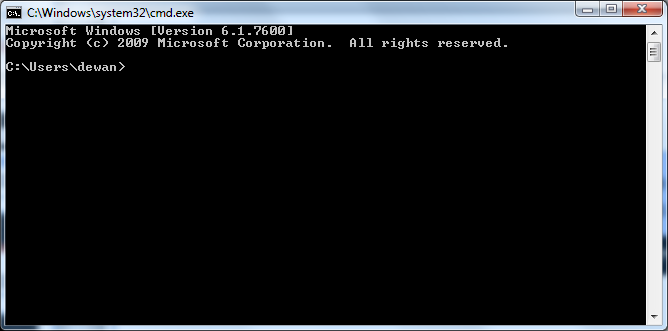 C:\Windows\system32\cmd.exe
Microsoft Windows [Version 6.1.7600]
Copyright (c) 2009 Microsoft Corporation.  All rights reserved.
C:\Users\dewan>